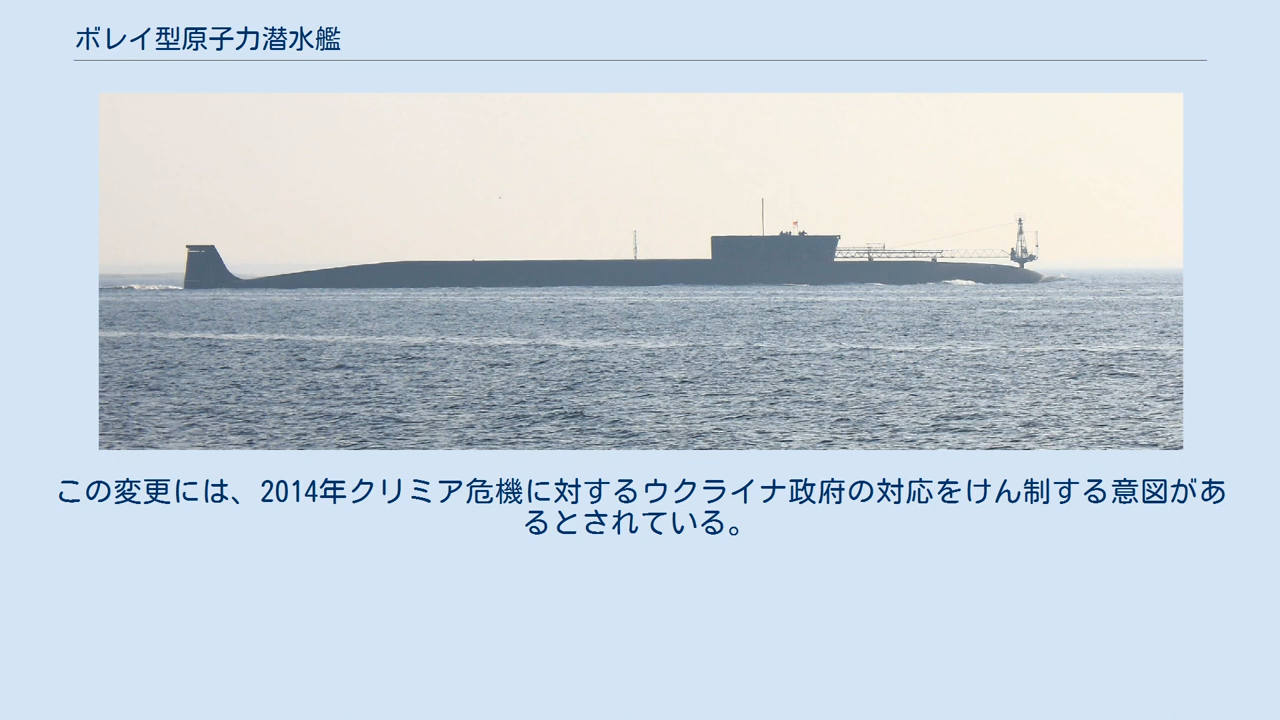 ボレイ型原子力潜水艦
この変更には、2014年クリミア危機に対するウクライナ政府の対応をけん制する意図があ
るとされている。